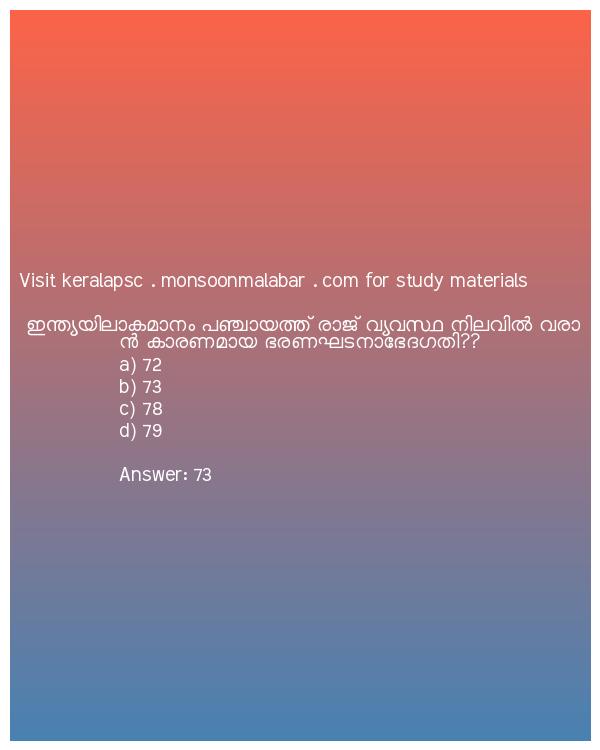 Visit keralapsc . monsoonmalabar . com for study materials
ഇന്ത്യയിലാകമാനം പഞ്ചായത്ത് രാജ് വ്യവസ്ഥ നിലവിൽ വരാ
ൻ കാരണമായ ഭരണഘടനാഭേദഗതി??
a) 72
b) 73
c) 78
d) 79
Answer: 73